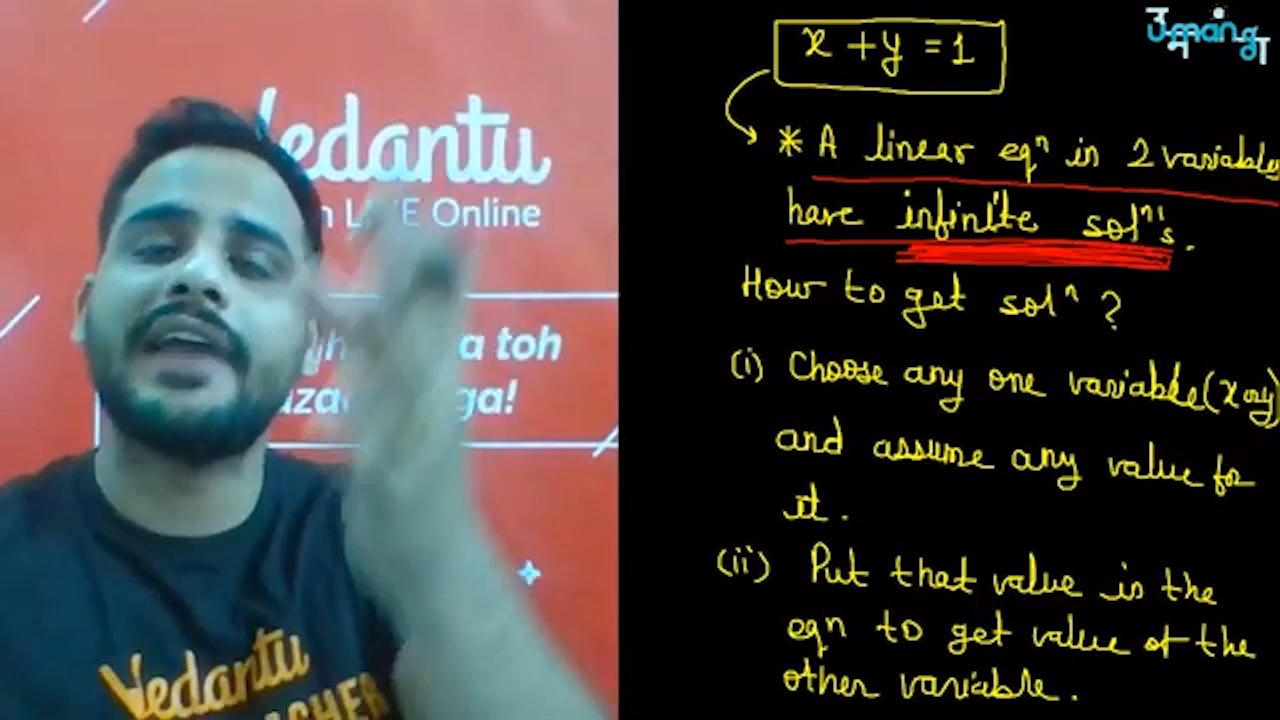 Vedantu
LIVE Online
a toh
ga!
Vedantu
x + y = 1
* A linear eqⁿ in 2 variables
have infinite solⁿ's.
How to get solⁿ ?
(i) Choose any one variable (x or y)
and assume any value for
it.
(ii) Put that value in the
eqn to get value of the
other variable.